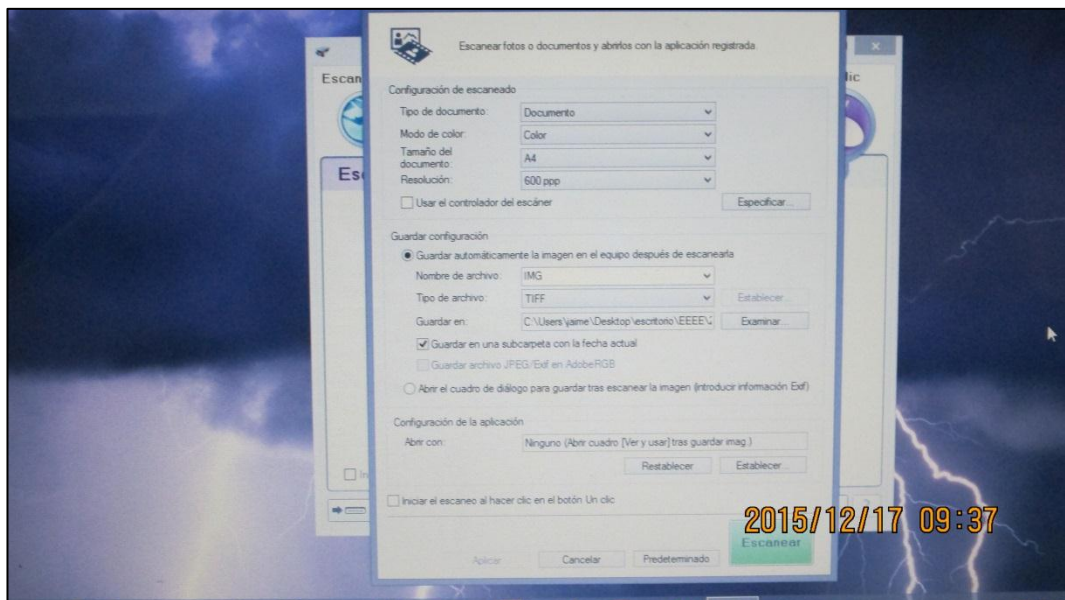 Escanear fotos o documentos y abrirlos con la aplicación registrada.
Escan
lic
Configuración de escaneado
Tipo de documento: Documento
Modo de color: Color
Tamaño del documento: A4
Resolución: 600 ppp
Usar el controlador del escáner Especificar...
Es
Guardar configuración
Guardar automáticamente la imagen en el equipo después de escanearla
Nombre de archivo: IMG
Tipo de archivo: TIFF Establecer...
Guardar en: C:\Users\jaime\Desktop\escritorio\EEEE\ Examinar...
Guardar en una subcarpeta con la fecha actual
Guardar archivo JPEG/Exif en AdobeRGB
Abrir el cuadro de diálogo para guardar tras escanear la imagen (introducir información Exif)
Configuración de la aplicación
Abrir con: Ninguno (Abrir cuadro [Ver y usar] tras guardar imag.)
Restablecer Establecer...
In
Iniciar el escaneo al hacer clic en el botón Un clic
2015/12/17 09:37
Escanear
Aplicar Cancelar Predeterminado